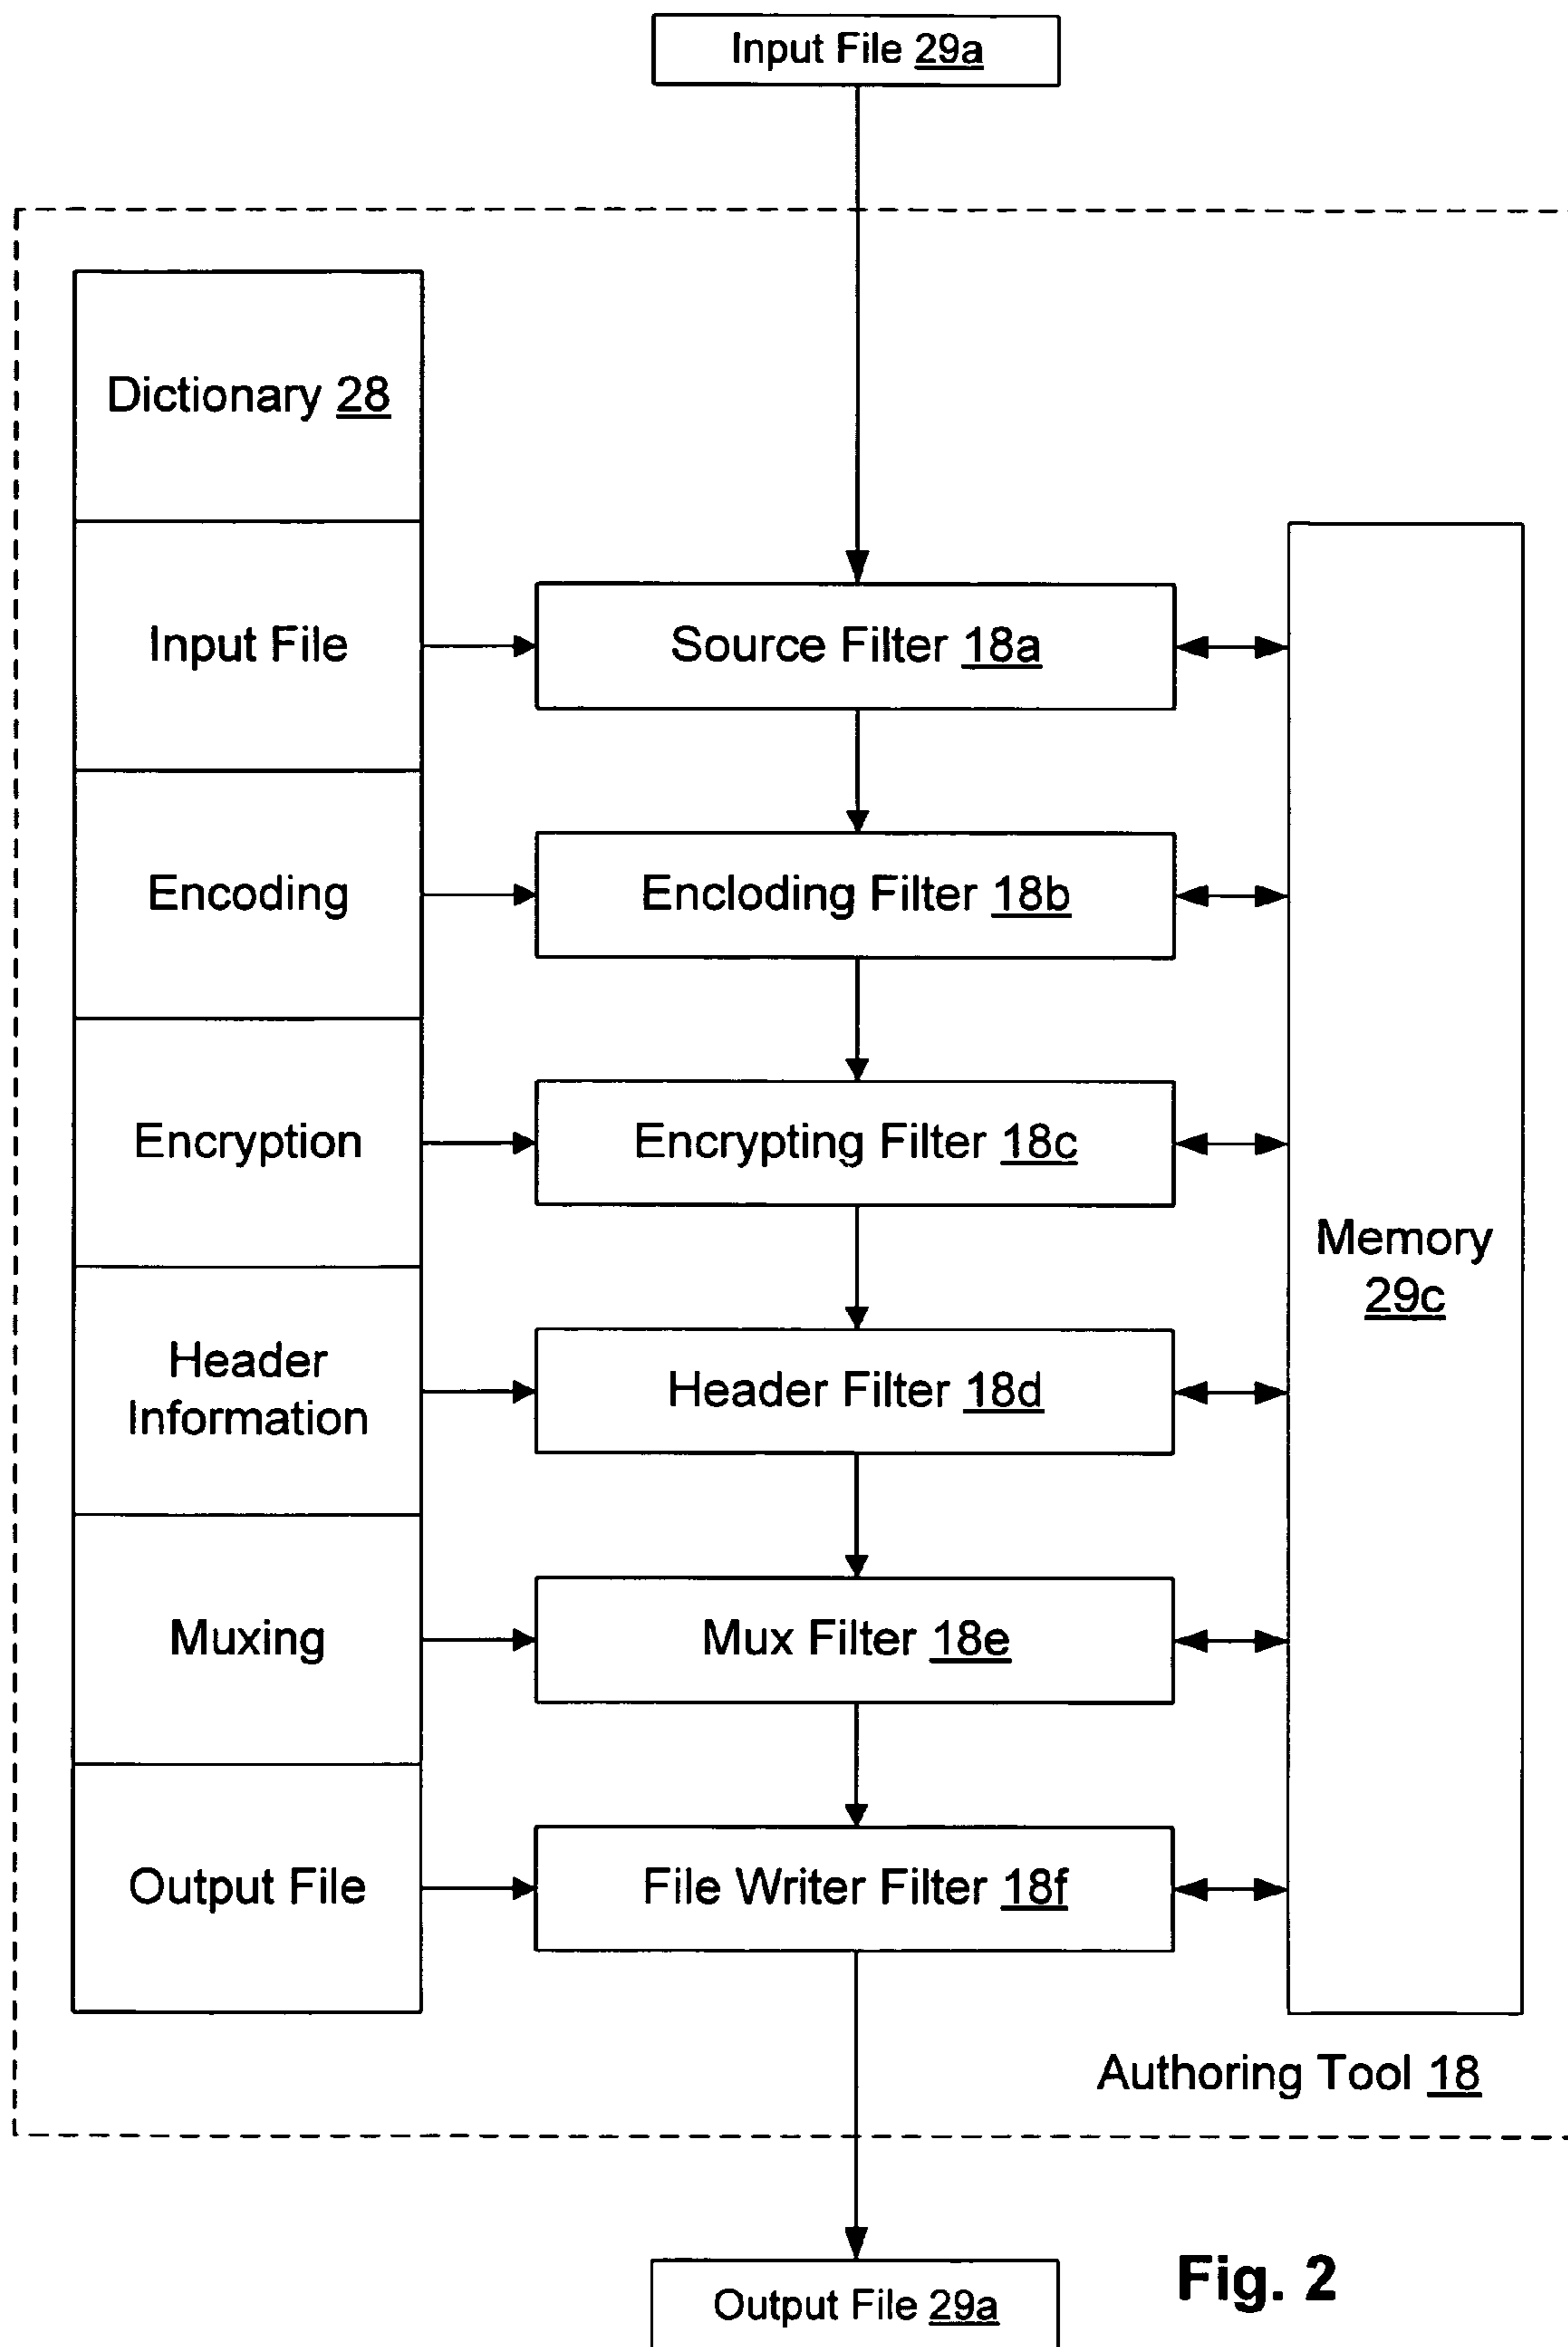 Input File 29a
Dictionary 28
Input File
Source Filter 18a
Encoding
Encloding Filter 18b
Encryption
Encrypting Filter 18c
Memory
29c
Header
Information
Header Filter 18d
Muxing
Mux Filter 18e
Output File
File Writer Filter 18f
Authoring Tool 18
Output File 29a
Fig. 2